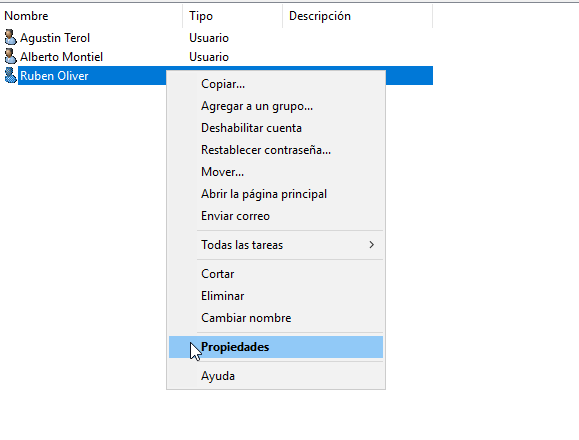 Nombre Tipo Descripción
Agustin Terol Usuario
Alberto Montiel Usuario
Ruben Oliver
Copiar...
Agregar a un grupo...
Deshabilitar cuenta
Restablecer contraseña...
Mover...
Abrir la página principal
Enviar correo
Todas las tareas
Cortar
Eliminar
Cambiar nombre
Propiedades
Ayuda